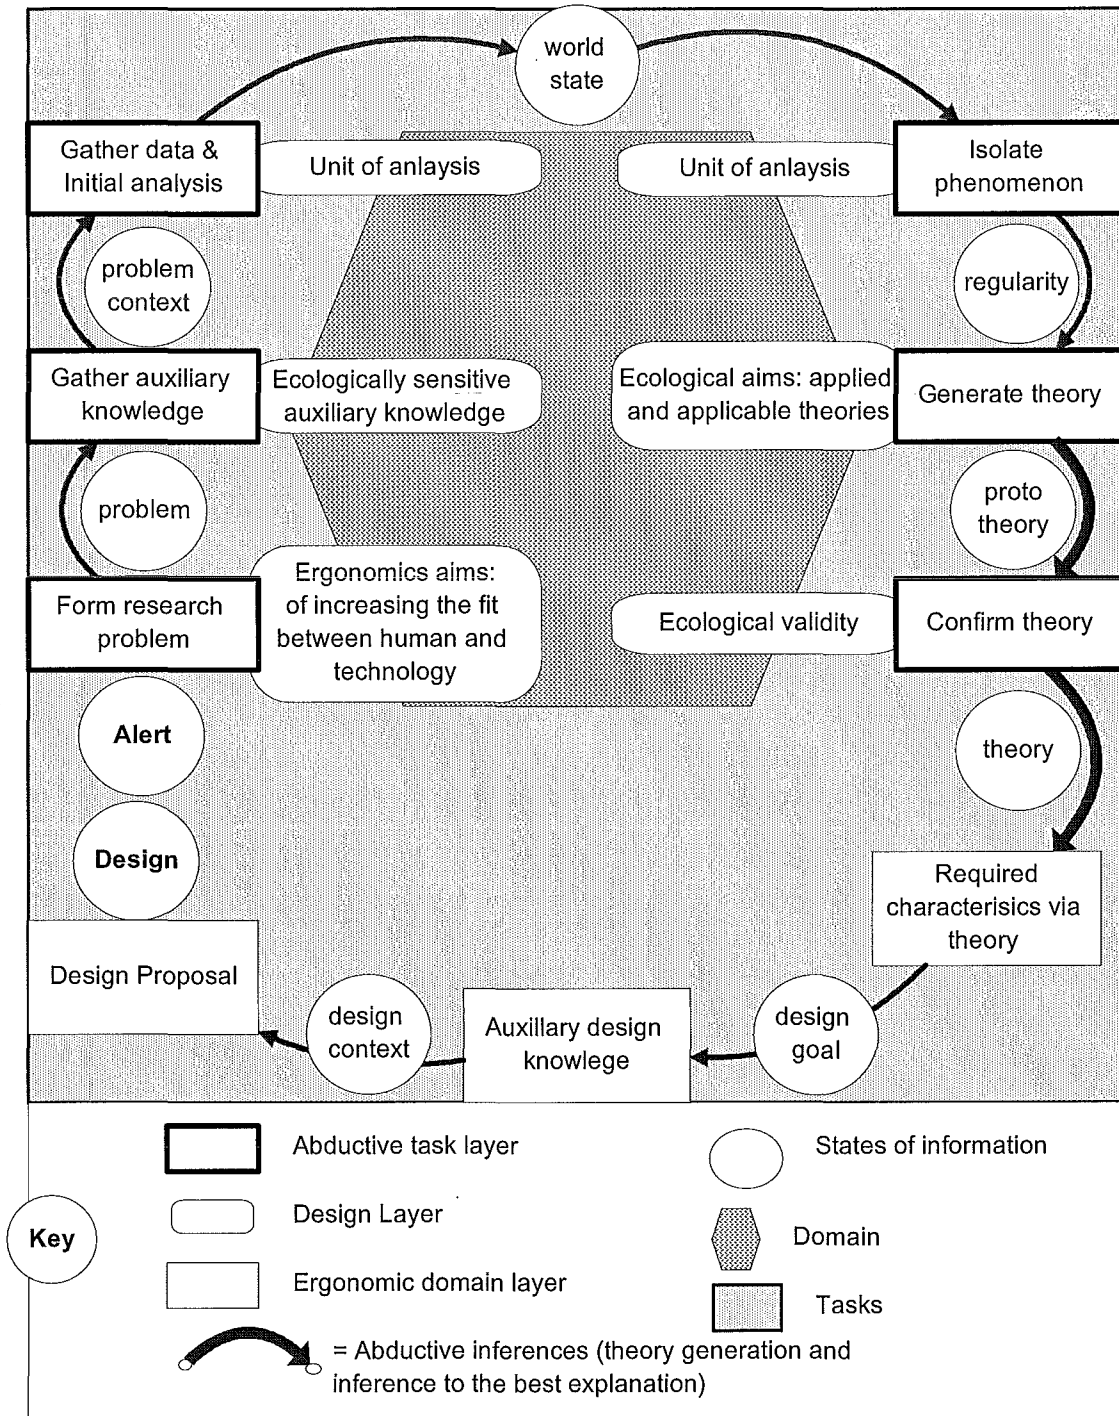 world
state
Gather data &
Initial analysis
Unit of anlaysis
Unit of anlaysis
Isolate
phenomenon
problem
context
regularity
Gather auxiliary
knowledge
Ecologically sensitive
auxiliary knowledge
Ecological aims: applied
and applicable theories
Generate theory
problem
proto
theory
Form research
problem
Ergonomics aims:
of increasing the fit
between human and
technology
Ecological validity
Confirm theory
Alert
theory
Design
Required
characterisics via
theory
Design Proposal
design
context
Auxillary design
knowlege
design
goal
Key
Abductive task layer
States of information
Design Layer
Domain
Ergonomic domain layer
Tasks
= Abductive inferences (theory generation and
inference to the best explanation)